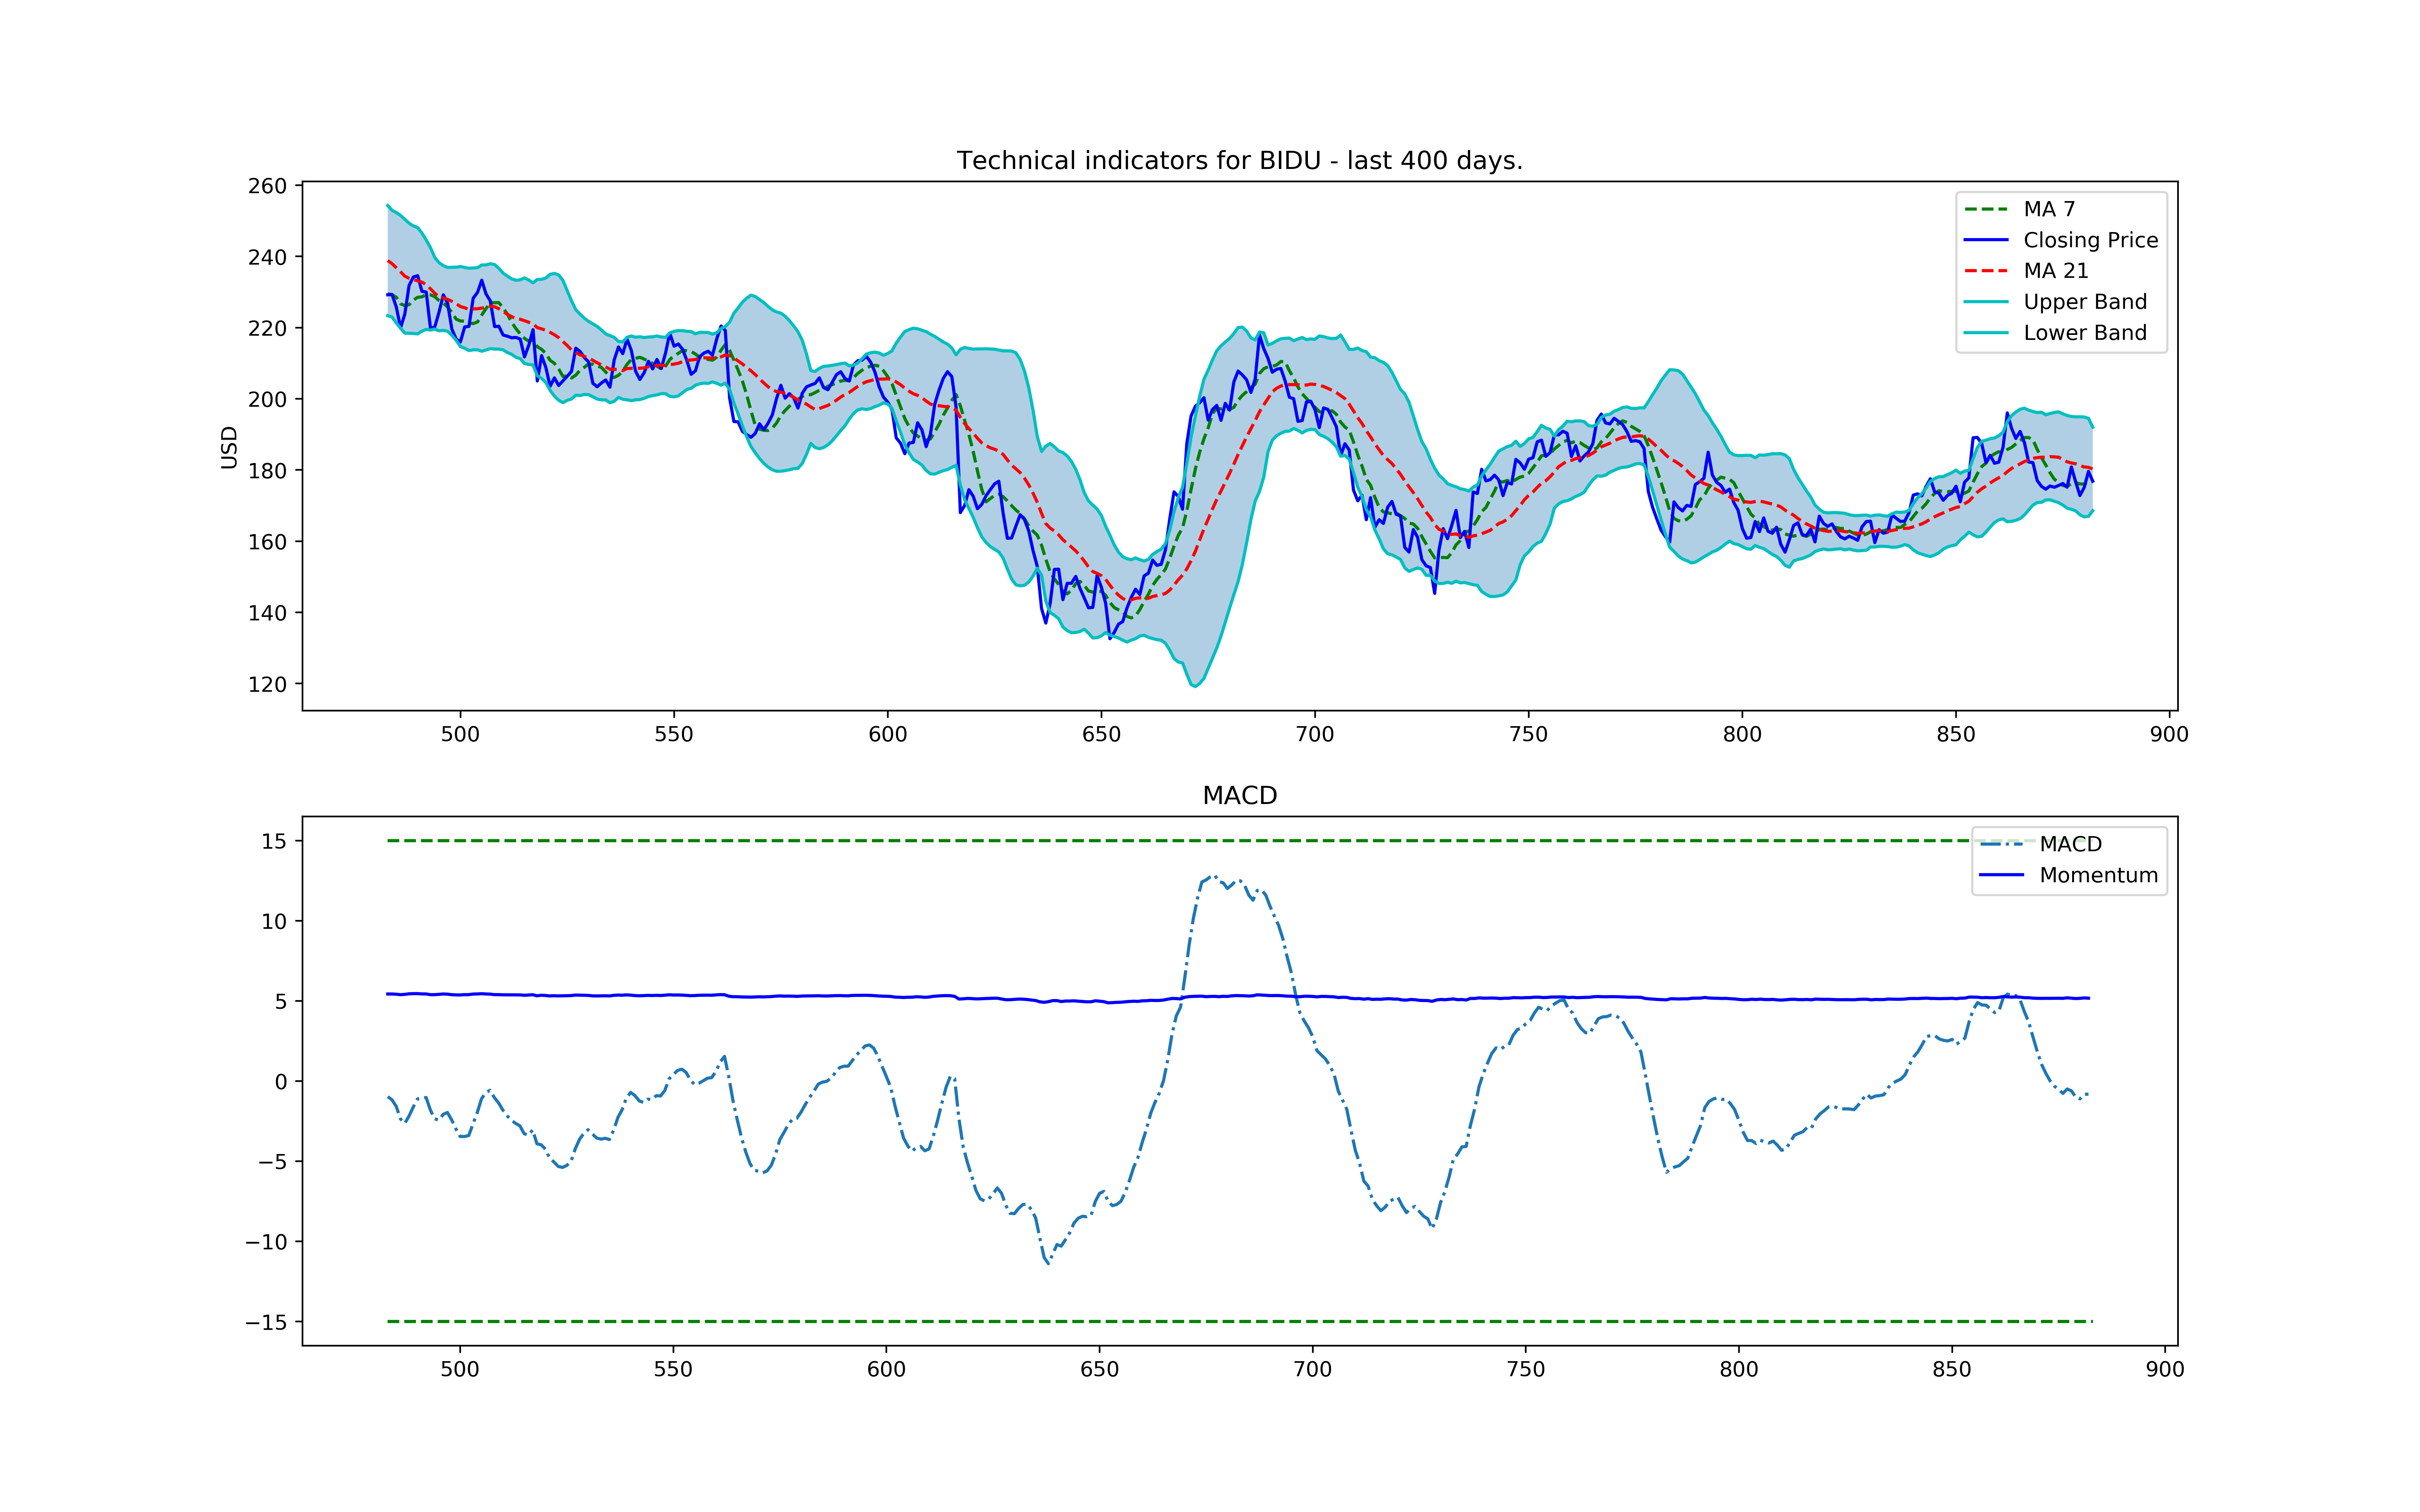 Technical indicators for BIDU - last 400 days.
260
240
220
200
180
160
140
120
USD
MA 7
Closing Price
MA 21
Upper Band
Lower Band
500 550 600 650 700 750 800 850 900
MACD
15
10
5
0
−5
−10
−15
MACD
Momentum
500 550 600 650 700 750 800 850 900